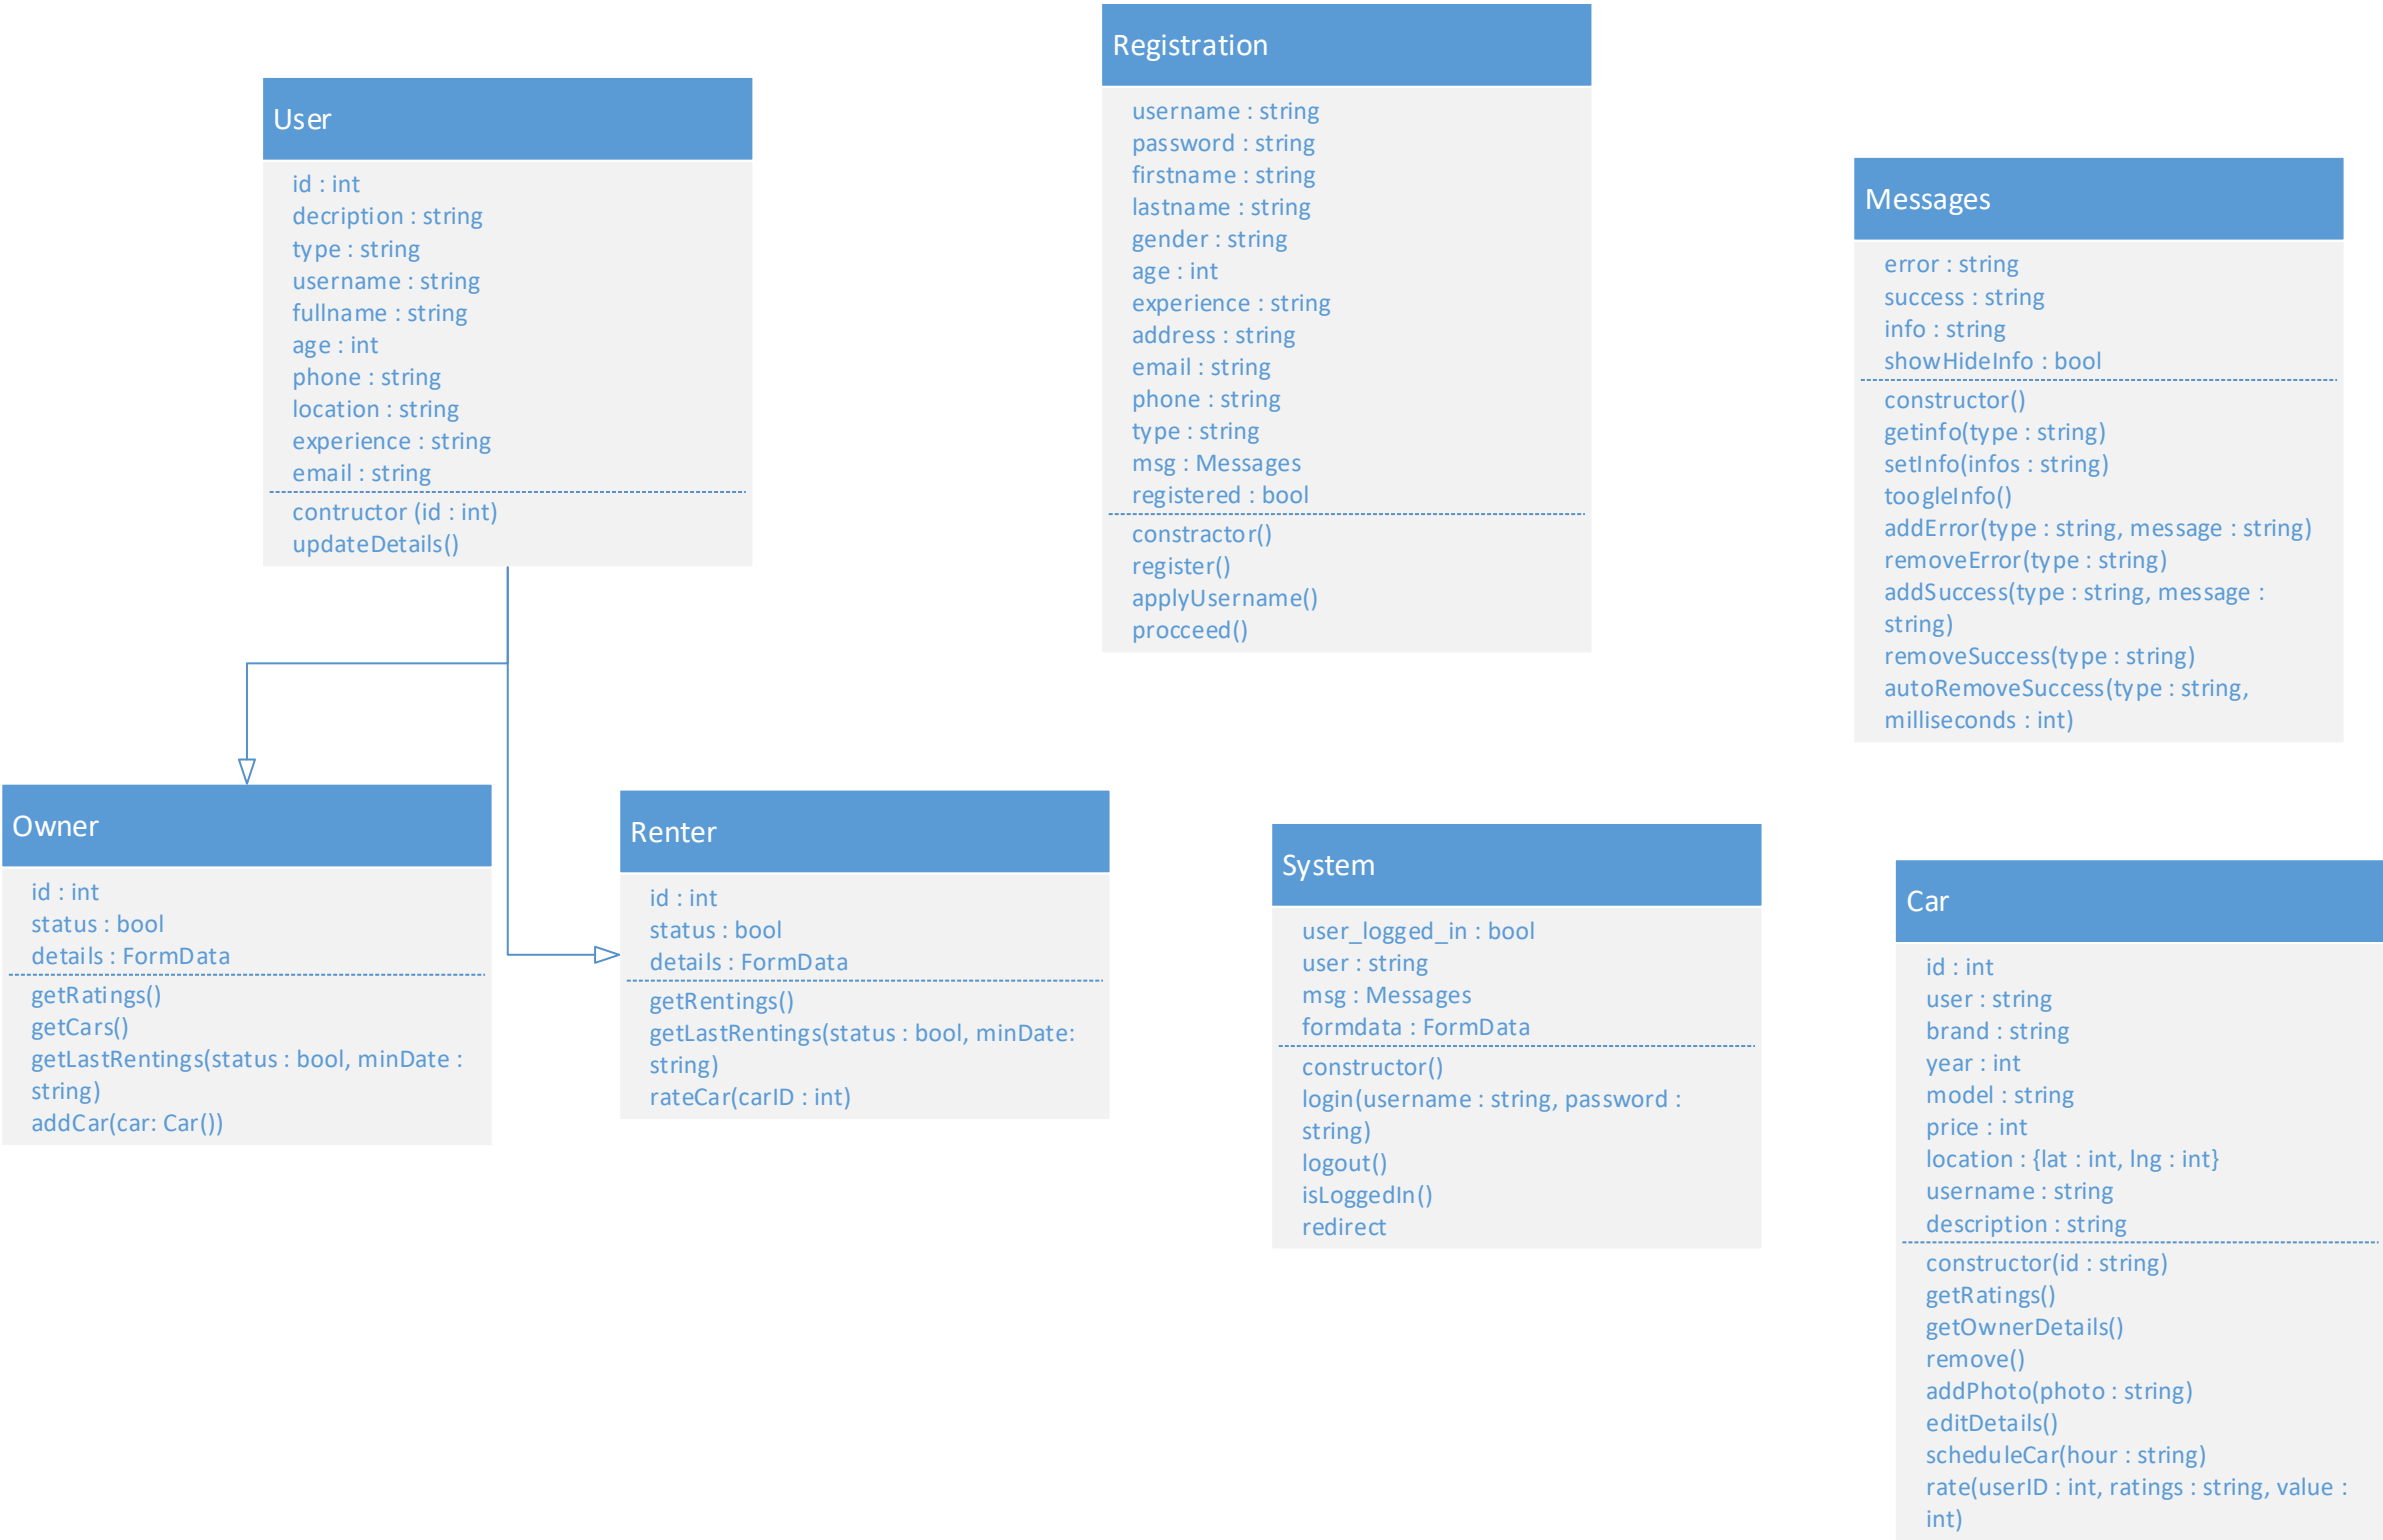 User
id : int
decription : string
type : string
username : string
fullname : string
age : int
phone : string
location : string
experience : string
email : string
contructor (id : int)
updateDetails()
Registration
username : string
password : string
firstname : string
lastname : string
gender : string
age : int
experience : string
address : string
email : string
phone : string
type : string
msg : Messages
registered : bool
constractor()
register()
applyUsername()
procceed()
Messages
error : string
success : string
info : string
showHideInfo : bool
constructor()
getinfo(type : string)
setInfo(infos : string)
toogleInfo()
addError(type : string, message : string)
removeError(type : string)
addSuccess(type : string, message :
string)
removeSuccess(type : string)
autoRemoveSuccess(type : string,
milliseconds : int)
Owner
id : int
status : bool
details : FormData
getRatings()
getCars()
getLastRentings(status : bool, minDate :
string)
addCar(car: Car())
Renter
id : int
status : bool
details : FormData
getRentings()
getLastRentings(status : bool, minDate:
string)
rateCar(carID : int)
System
user_logged_in : bool
user : string
msg : Messages
formdata : FormData
constructor()
login(username : string, password :
string)
logout()
isLoggedIn()
redirect
Car
id : int
user : string
brand : string
year : int
model : string
price : int
location : {lat : int, lng : int}
username : string
description : string
constructor(id : string)
getRatings()
getOwnerDetails()
remove()
addPhoto(photo : string)
editDetails()
scheduleCar(hour : string)
rate(userID : int, ratings : string, value :
int)